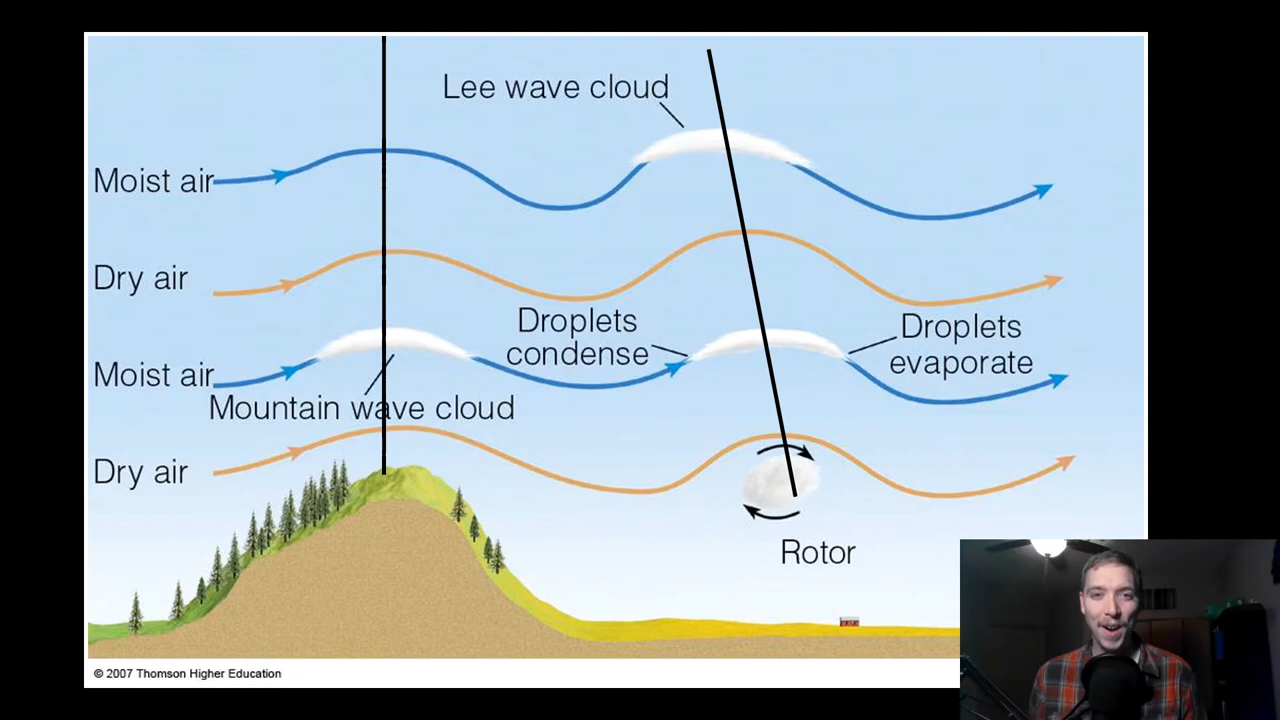 Lee wave cloud
Moist air
Dry air
Droplets
condense
Droplets
evaporate
Moist air
Mountain wave cloud
Dry air
Rotor
© 2007 Thomson Higher Education